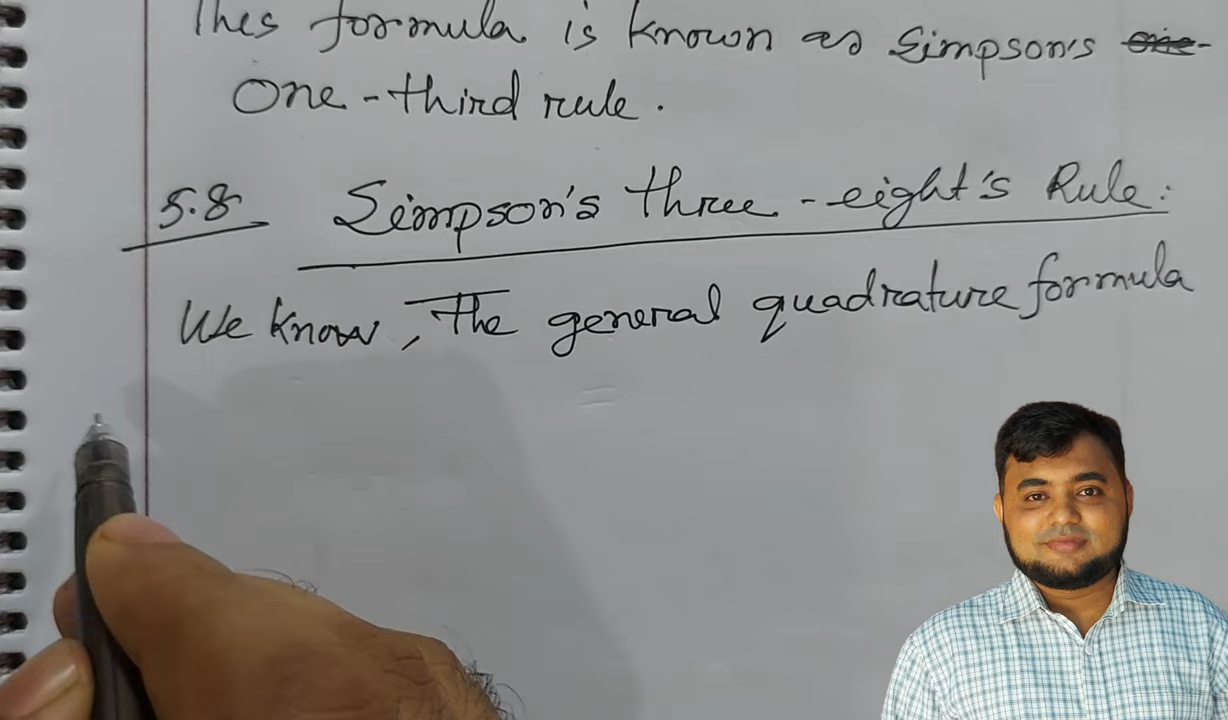 This formula is known as Simpson's one-
One-third rule.
5.8 Simpson's three-eight's Rule:
We know, The general quadrature formula